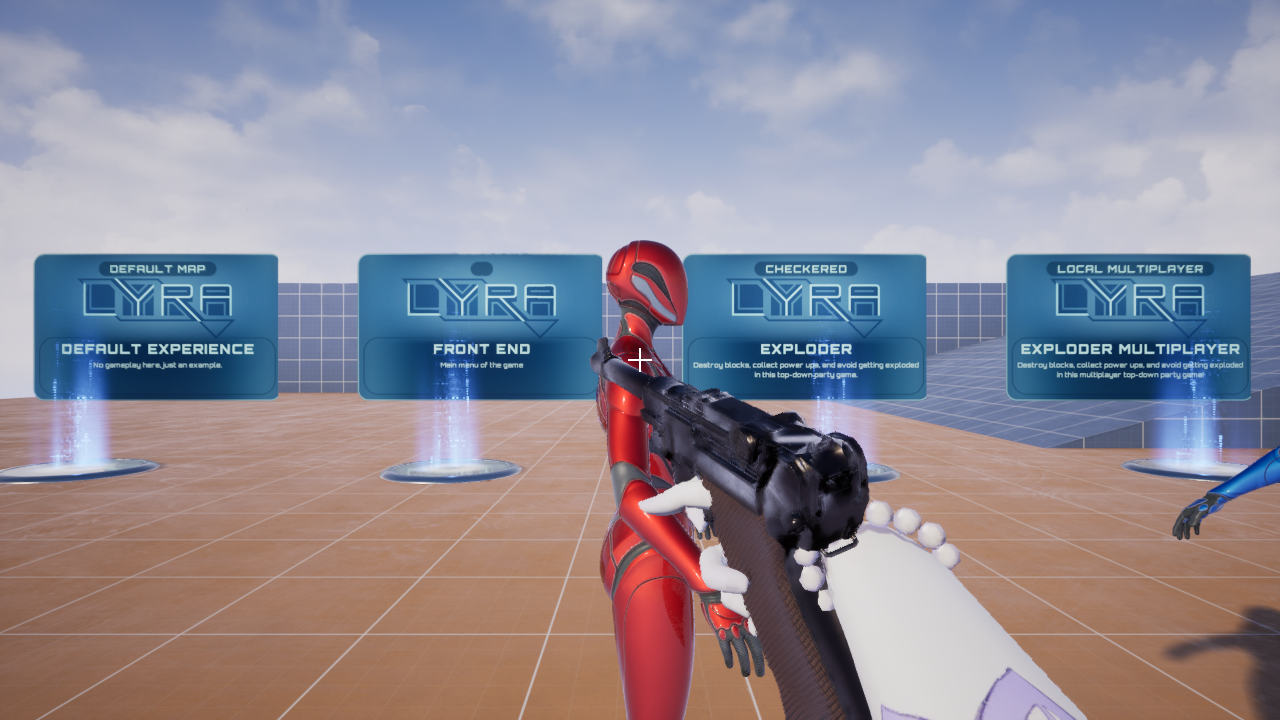 DEFAULT MAP
LYRA
DEFAULT EXPERIENCE
No gameplay here, just an example.
LYRA
FRONT END
Main menu of the game
CHECKERED
LYRA
EXPLODER
Destroy blocks, collect power ups, and avoid getting exploded
in this top-down party game.
LOCAL MULTIPLAYER
LYRA
EXPLODER MULTIPLAYER
Destroy blocks, collect power ups, and avoid getting exploded
in this multiplayer top-down party game